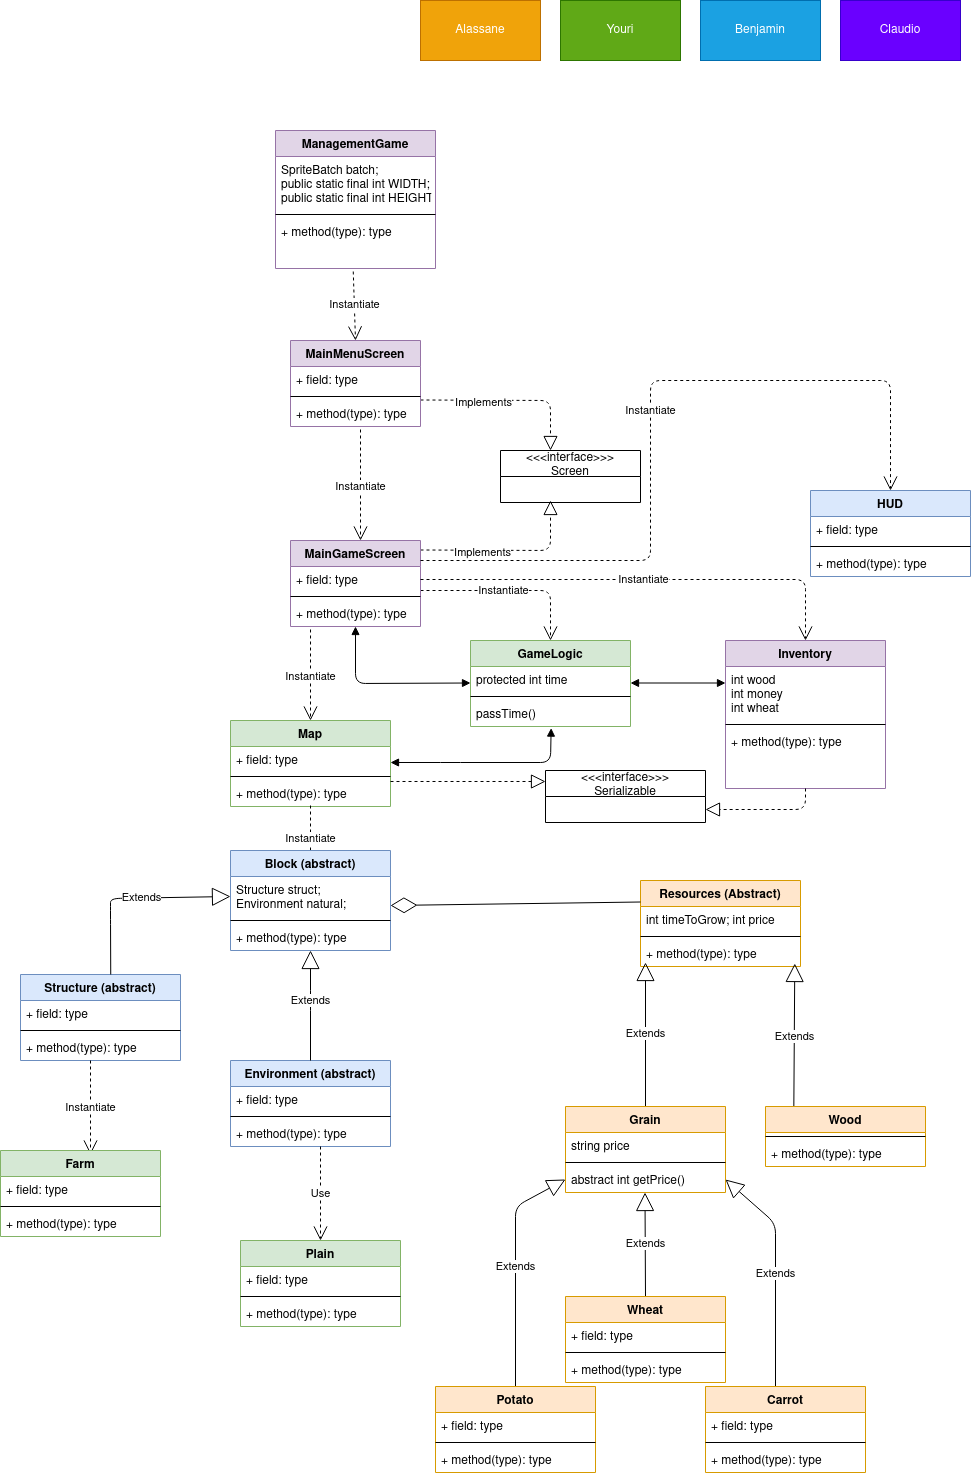 Alassane
Youri
Benjamin
Claudio
ManagementGame
SpriteBatch batch;
public static final int WIDTH;
public static final int HEIGHT
+ method(type): type
Instantiate
MainMenuScreen
+ field: type
+ method(type): type
Implements
Instantiate
<<<interface>>>
Screen
Instantiate
HUD
+ field: type
+ method(type): type
MainGameScreen
+ field: type
+ method(type): type
Implements
Instantiate
Instantiate
Instantiate
GameLogic
protected int time
passTime()
Inventory
int wood
int money
int wheat
+ method(type): type
Map
+ field: type
+ method(type): type
<<<interface>>>
Serializable
Instantiate
Block (abstract)
Structure struct;
Environment natural;
+ method(type): type
Extends
Resources (Abstract)
int timeToGrow; int price
+ method(type): type
Structure (abstract)
+ field: type
+ method(type): type
Extends
Extends
Extends
Environment (abstract)
+ field: type
+ method(type): type
Instantiate
Grain
string price
abstract int getPrice()
Wood
+ method(type): type
Farm
+ field: type
+ method(type): type
Use
Plain
+ field: type
+ method(type): type
Extends
Extends
Extends
Wheat
+ field: type
+ method(type): type
Potato
+ field: type
+ method(type): type
Carrot
+ field: type
+ method(type): type